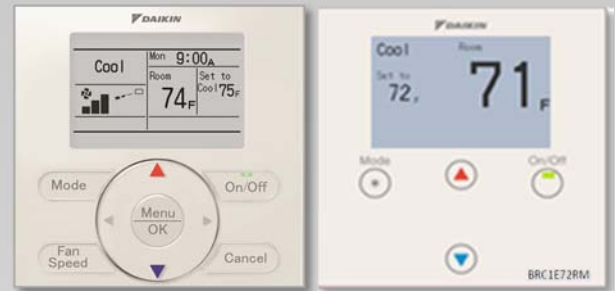 DAIKIN
Cool
Mon 9:00A
Room
74F
Set to
Cool 75F
Mode
On/Off
Menu
OK
Fan
Speed
Cancel
DAIKIN
Cool
Room
Set to
72F
71F
Mode
On/Off
BRC1E72RM